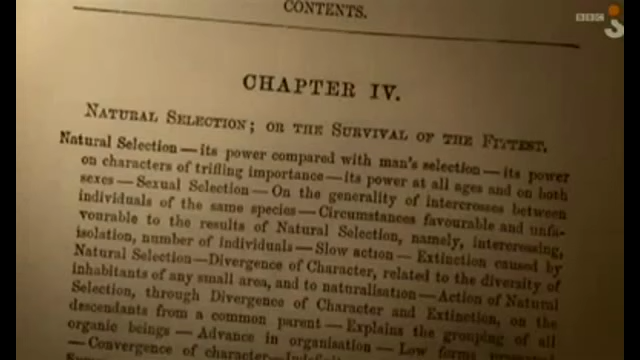 CONTENTS.
BBC
CHAPTER IV.
NATURAL SELECTION; OR THE SURVIVAL OF THE FITTEST.
Natural Selection — its power compared with man's selection — its power
on characters of trifling importance — its power at all ages and on both
sexes — Sexual Selection — On the generality of intercrosses between
individuals of the same species — Circumstances favourable and unfa-
vourable to the results of Natural Selection, namely, intercrossing,
isolation, number of individuals — Slow action — Extinction caused by
Natural Selection — Divergence of Character, related to the diversity of
inhabitants of any small area, and to naturalisation — Action of Natural
Selection, through Divergence of Character and Extinction, on the
descendants from a common parent — Explains the grouping of all
organic beings — Advance in organisation — Low forms
— Convergence of character —